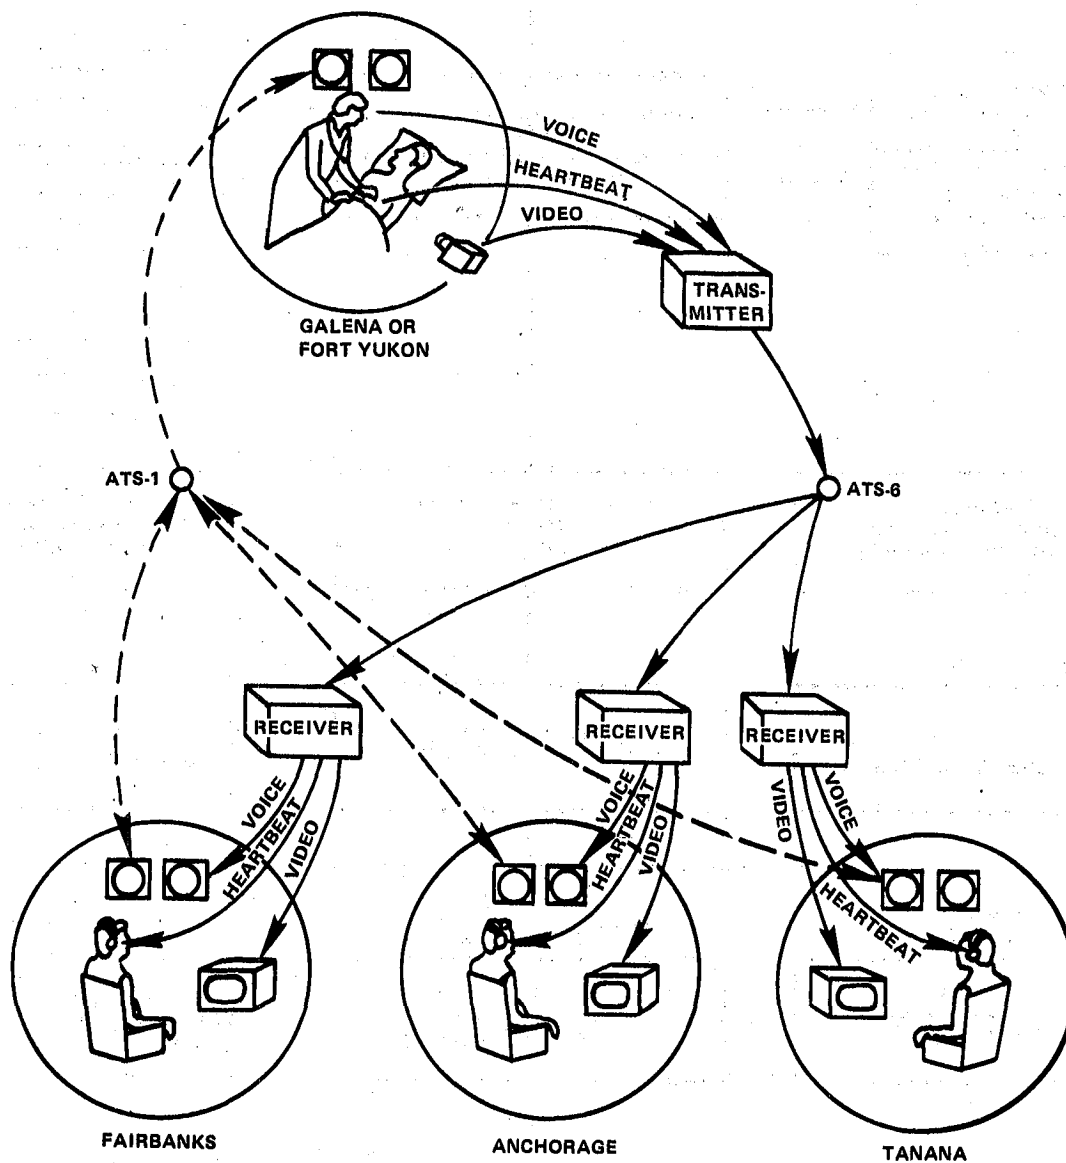 VOICE
HEARTBEAT
VIDEO
TRANS-
MITTER
GALENA OR
FORT YUKON
ATS-1
ATS-6
RECEIVER
RECEIVER
RECEIVER
VOICE
HEARTBEAT
VIDEO
VOICE
HEARTBEAT
VIDEO
VIDEO
VOICE
HEARTBEAT
FAIRBANKS
ANCHORAGE
TANANA